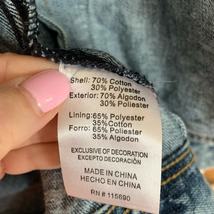 Shell: 70% Cotton
30% Polyester
Exterior: 70% Algodon
30% Poliester
Lining: 65% Polyester
35%Cotton
Forro: 65% Poliester
35% Algodon
EXCLUSIVE OF DECORATION
EXCEPTO DECORACIÓN
MADE IN CHINA
HECHO EN CHINA
RN # 115690